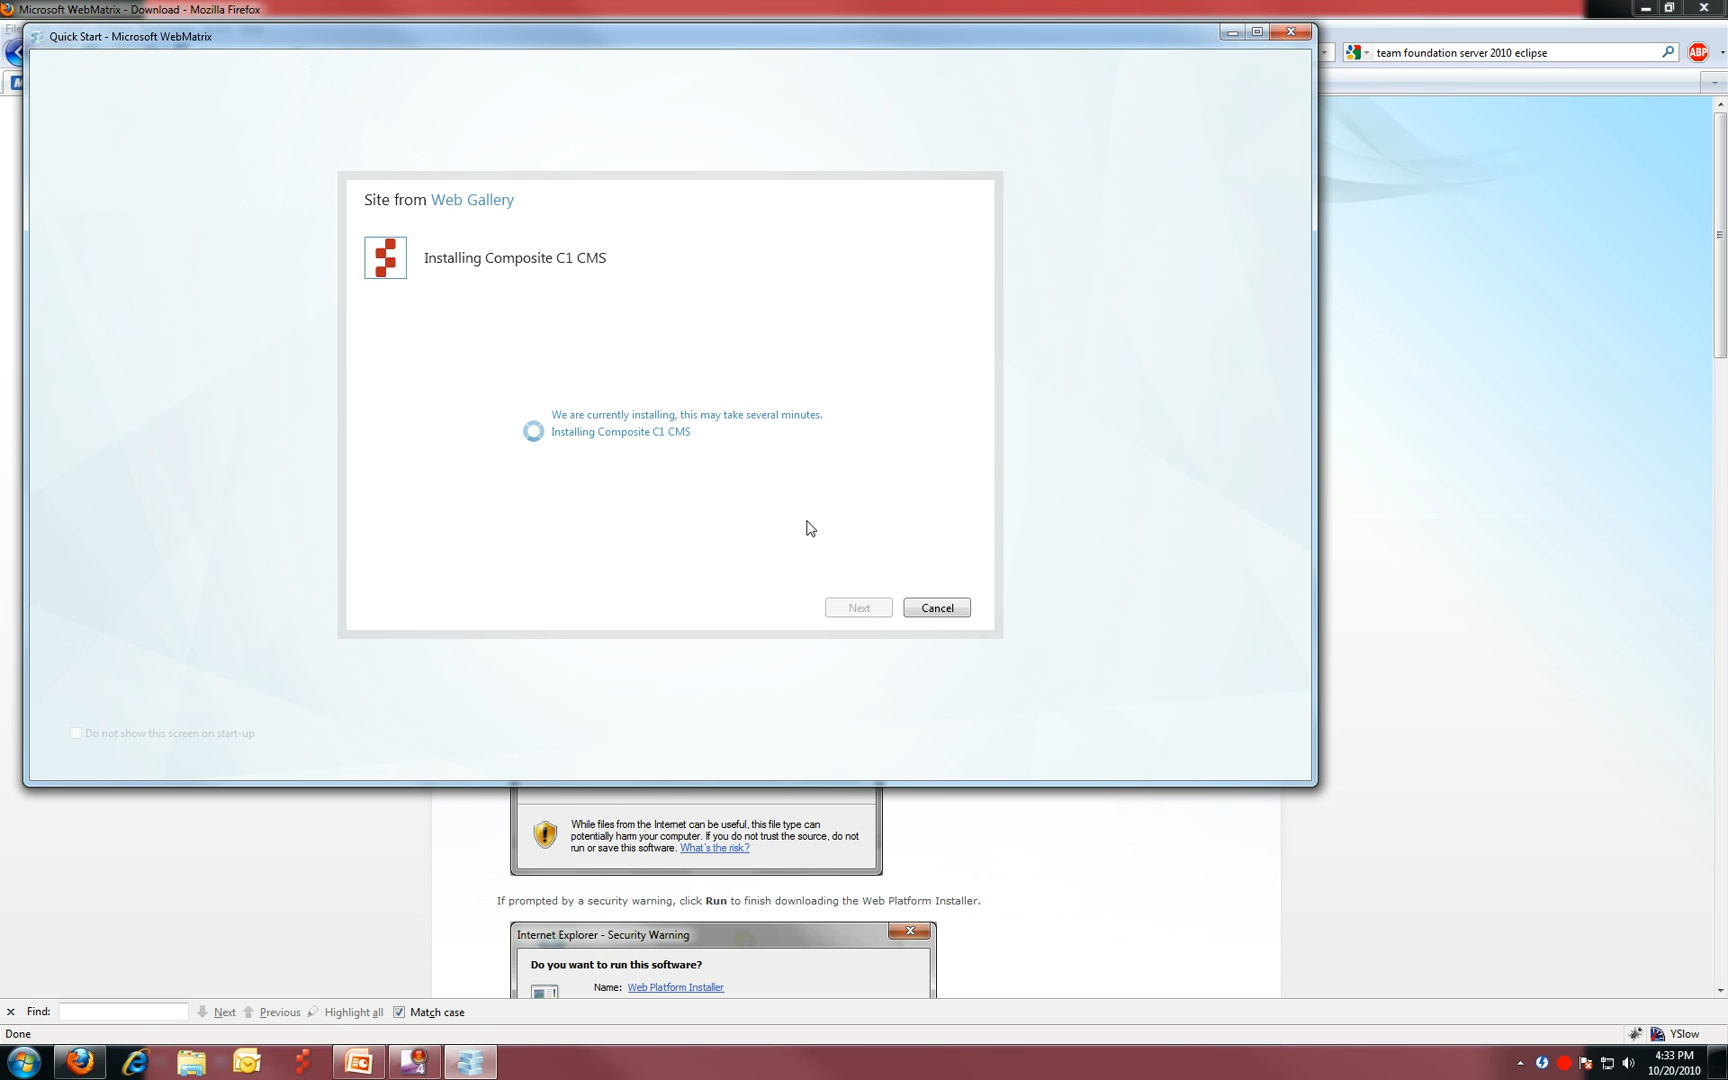 Microsoft WebMatrix - Download - Mozilla Firefox
Quick Start - Microsoft WebMatrix
team foundation server 2010 eclipse
ABP
Site from Web Gallery
Installing Composite C1 CMS
We are currently installing, this may take several minutes.
Installing Composite C1 CMS
Next
Cancel
Do not show this screen on start-up
While files from the Internet can be useful, this file type can
potentially harm your computer. If you do not trust the source, do not
run or save this software. What's the risk?
If prompted by a security warning, click Run to finish downloading the Web Platform Installer.
Internet Explorer - Security Warning
Do you want to run this software?
Name: Web Platform Installer
Find:
Next
Previous
Highlight all
Match case
Done
YSlow
4:33 PM
10/20/2010